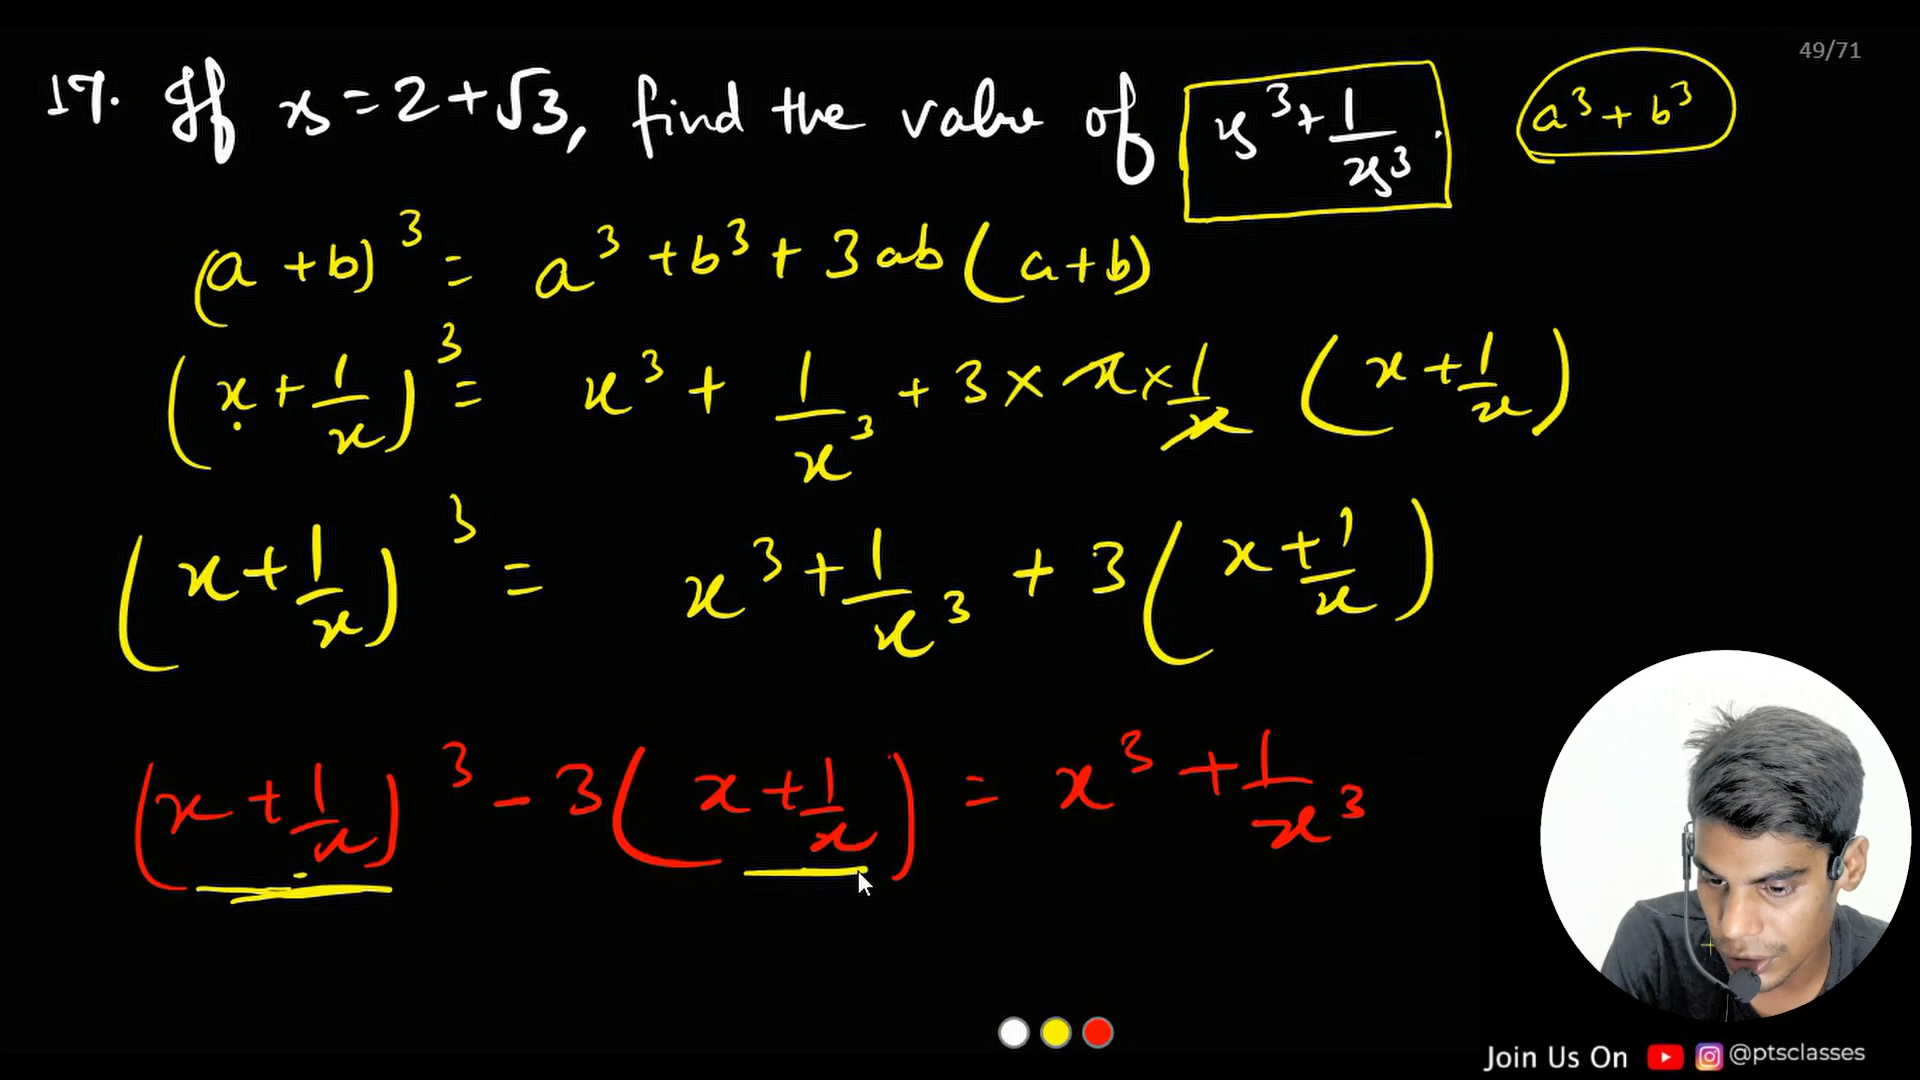 49/71
17. If x = 2 + √3, find the value of x³ + 1/x³. a³ + b³
(a + b)³ = a³ + b³ + 3ab(a + b)
(x + 1/x)³ = x³ + 1/x³ + 3 × x × 1/x (x + 1/x)
(x + 1/x)³ = x³ + 1/x³ + 3(x + 1/x)
(x + 1/x)³ - 3(x + 1/x) = x³ + 1/x³
Join Us On @ptsclasses